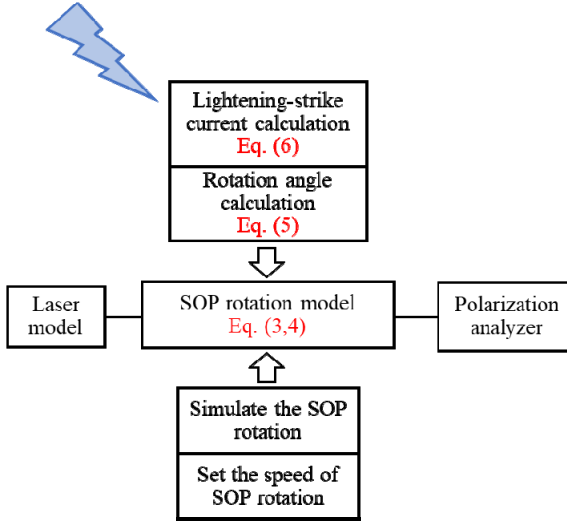 Lightening-strike
current calculation
Eq. (6)
Rotation angle
calculation
Eq. (5)
Laser
model
SOP rotation model
Eq. (3,4)
Polarization
analyzer
Simulate the SOP
rotation
Set the speed of
SOP rotation